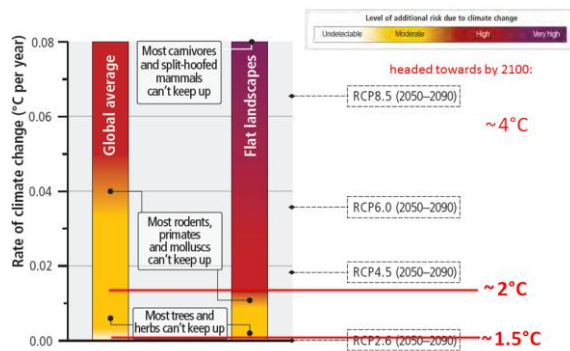 Level of additional risk due to climate change
Undetectable Moderate High Very high
headed towards by 2100:
Rate of climate change (°C per year)
0.08
0.06
0.04
0.02
0.00
Global average
Flat landscapes
Most carnivores
and split-hoofed
mammals
can't keep up
Most rodents,
primates
and molluscs
can't keep up
Most trees and
herbs can't keep up
RCP8.5 (2050–2090)
~4°C
RCP6.0 (2050–2090)
RCP4.5 (2050–2090)
~2°C
RCP2.6 (2050–2090)
~1.5°C